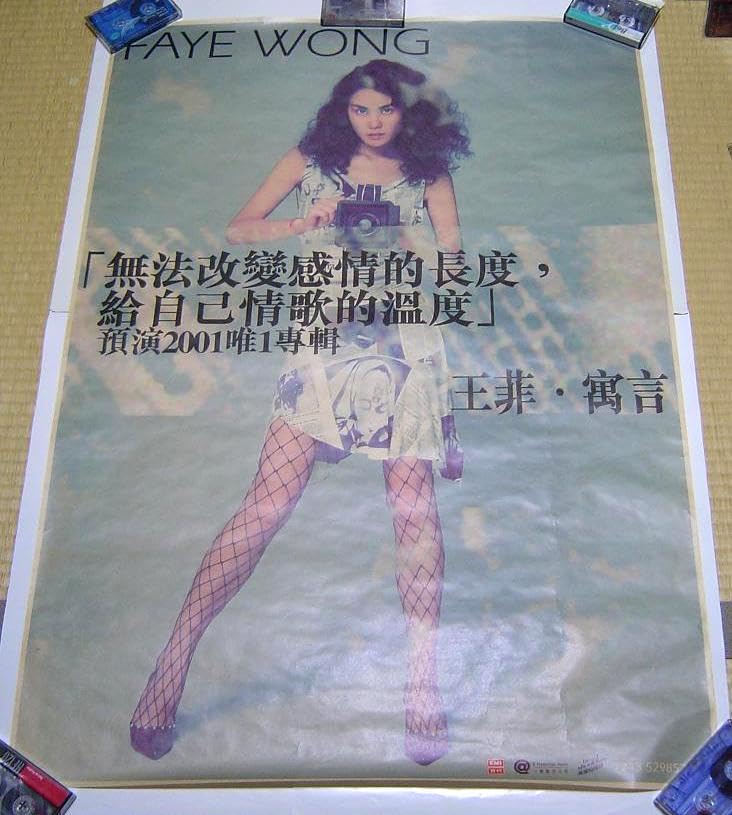 FAYE WONG
「無法改變感情的長度,
給自己情歌的溫度」
預演2001唯1專輯
王菲・寓言
EMI
@